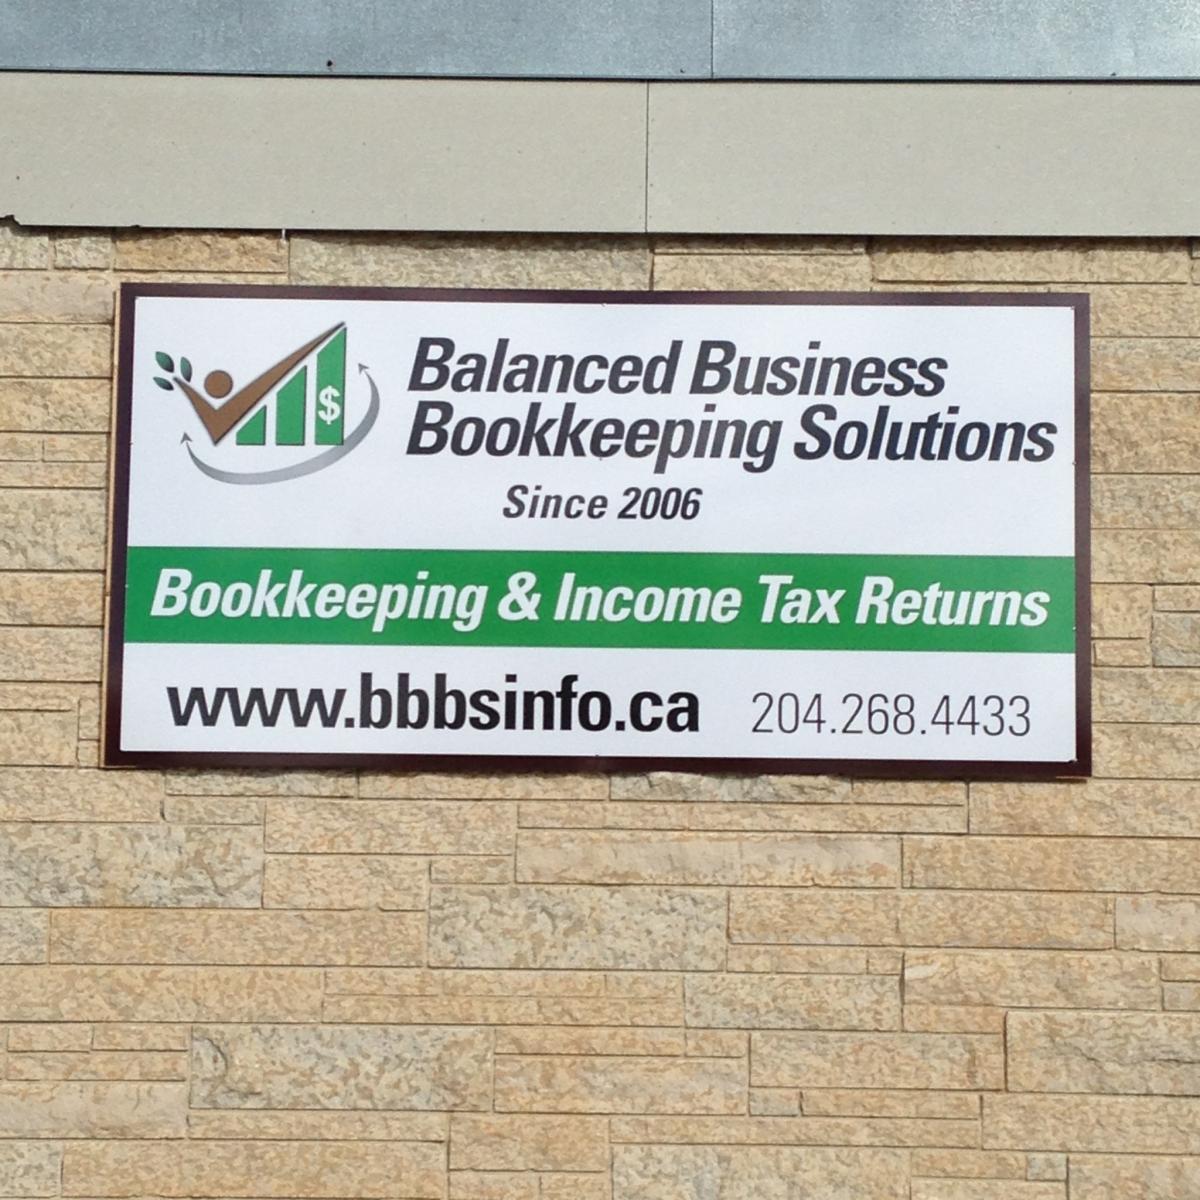 $
Balanced Business
Bookkeeping Solutions
Since 2006
Bookkeeping & Income Tax Returns
www.bbbsinfo.ca 204.268.4433